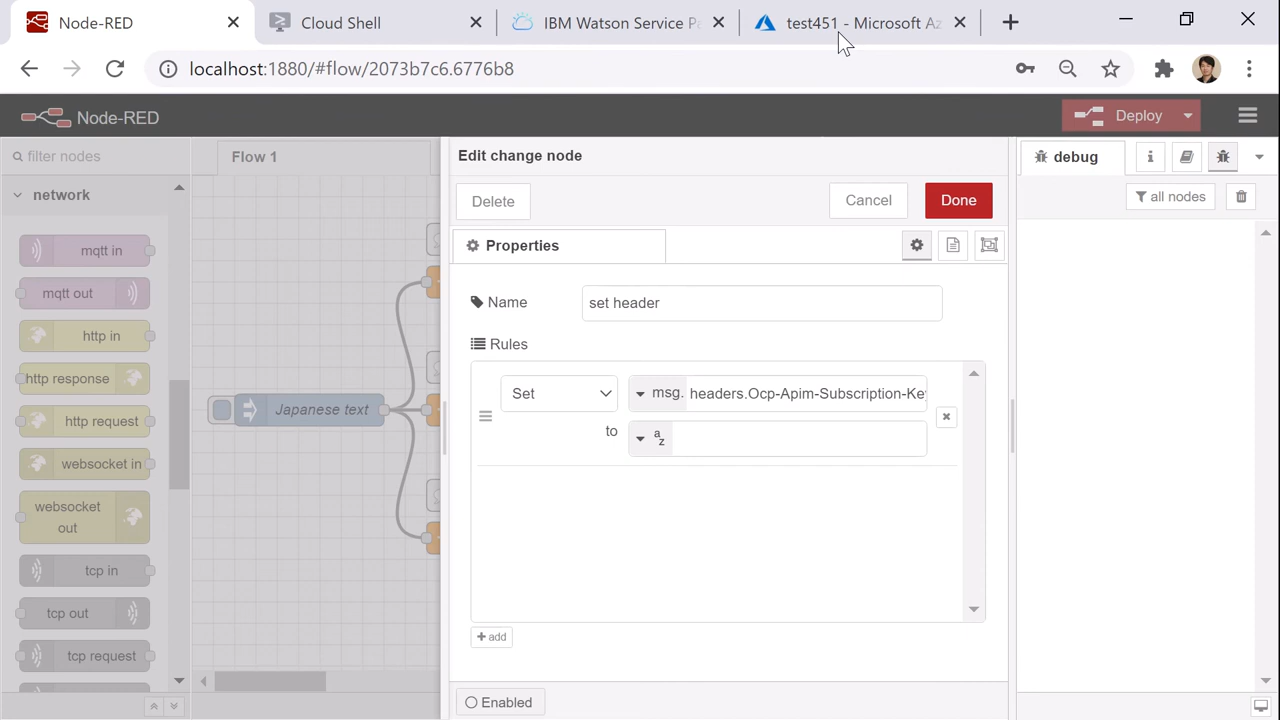 Node-RED
Cloud Shell
IBM Watson Service P
test451 - Microsoft Az
localhost:1880/#flow/2073b7c6.6776b8
Node-RED
Deploy
filter nodes
Flow 1
Edit change node
debug
Delete
Cancel
Done
all nodes
network
mqtt in
mqtt out
http in
http response
http request
websocket in
websocket
out
tcp in
tcp out
tcp request
Japanese text
Properties
Name
set header
Rules
Set
msg.
headers.Ocp-Apim-Subscription-Key
to
a
z
add
Enabled